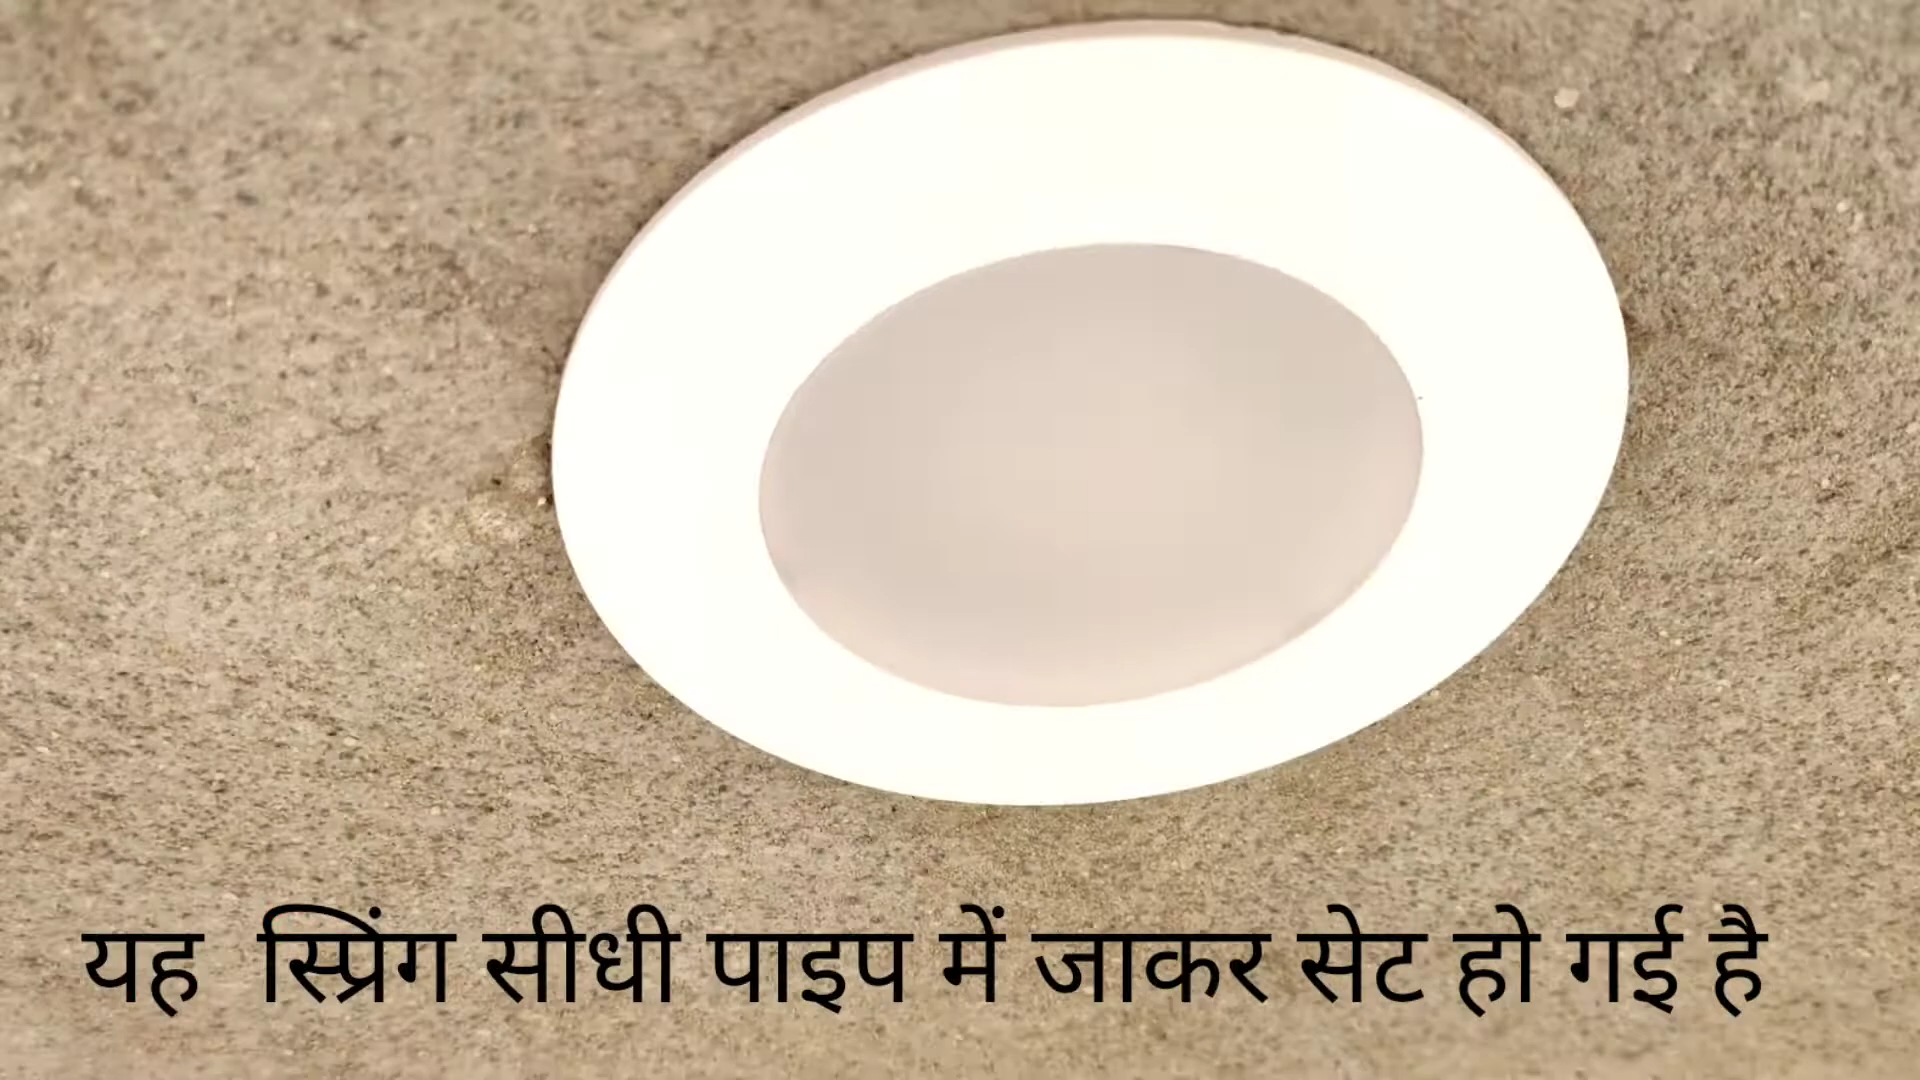 यह स्प्रिंग सीधी पाइप में जाकर सेट हो गई है